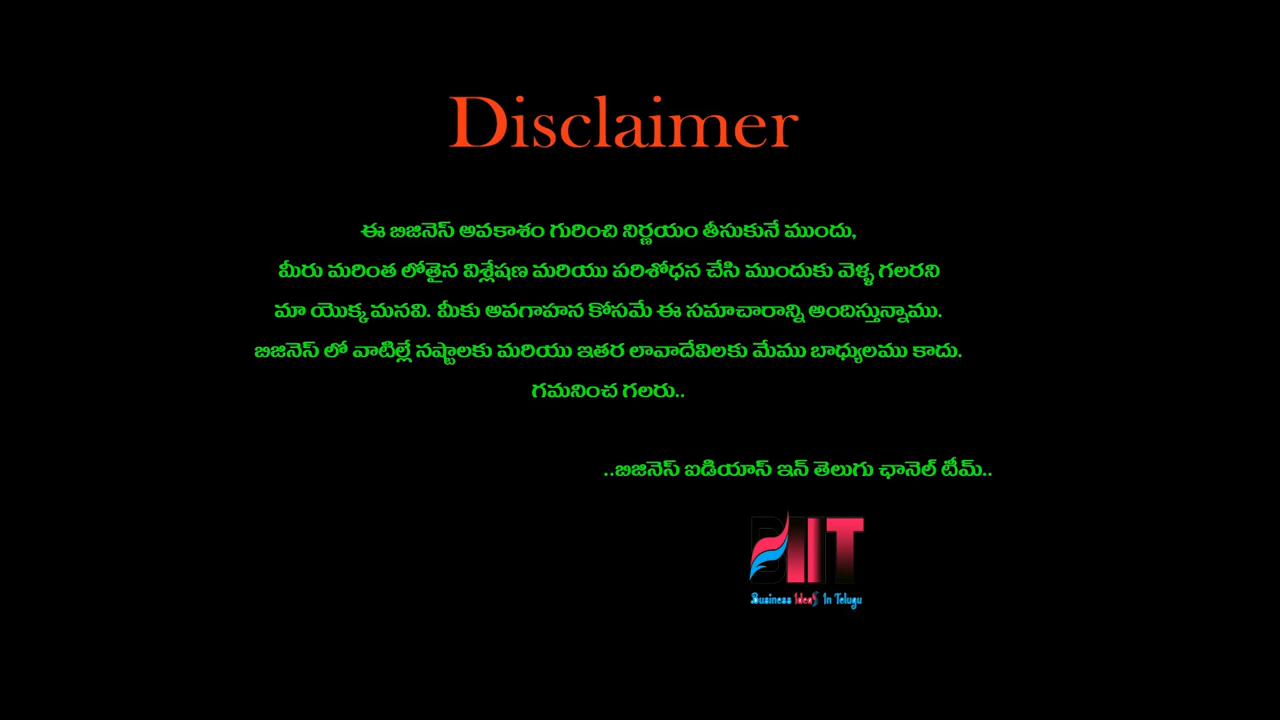 Disclaimer
ఈ బిజినెస్ అవకాశం గురించి నిర్ణయం తీసుకునే ముందు,
మీరు మరింత లోతైన విశ్లేషణ మరియు పరిశోధన చేసి ముందుకు వెళ్ళ గలరని
మా యొక్క మనవి. మీకు అవగాహన కోసమే ఈ సమాచారాన్ని అందిస్తున్నాము.
బిజినెస్ లో వాటిల్లే నష్టాలకు మరియు ఇతర లావాదేవిలకు మేము బాధ్యులము కాదు.
గమనించ గలరు..
..బిజినెస్ ఐడియాస్ ఇన్ తెలుగు ఛానెల్ టీమ్..
BIIT
Business Ideas In Telugu